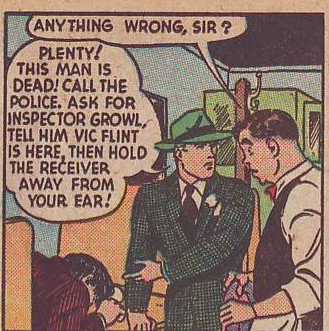 ANYTHING WRONG, SIR?
PLENTY!
THIS MAN IS
DEAD! CALL THE
POLICE. ASK FOR
INSPECTOR GROWL,
TELL HIM VIC FLINT
IS HERE, THEN HOLD
THE RECEIVER
AWAY FROM
YOUR EAR!